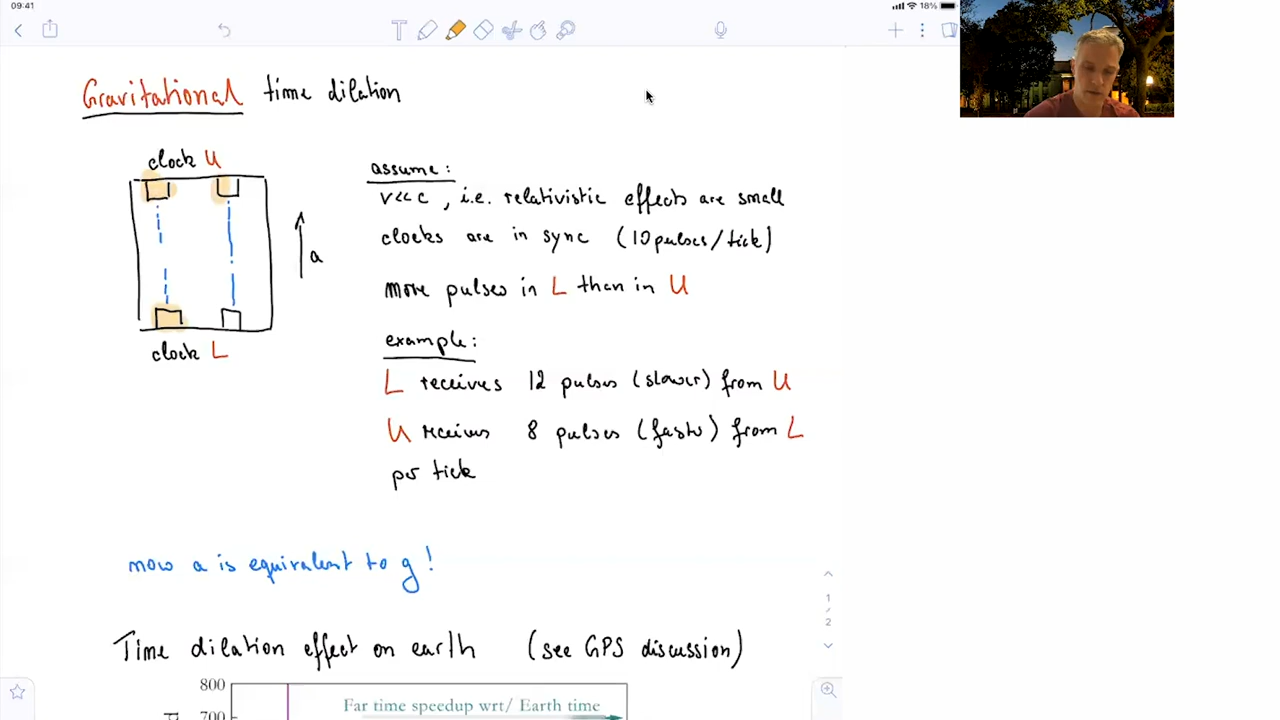 09:41
18%
Gravitational time dilation
clock U
a
clock L
assume:
v<<c, i.e. relativistic effects are small
clocks are in sync (10 pulses/tick)
more pulses in L than in U
example:
L receives 12 pulses (slower) from U
U receives 8 pulses (faster) from L
per tick
now a is equivalent to g!
Time dilation effect on earth (see GPS discussion)
1
/
2
800
Far time speedup wrt/ Earth time
700